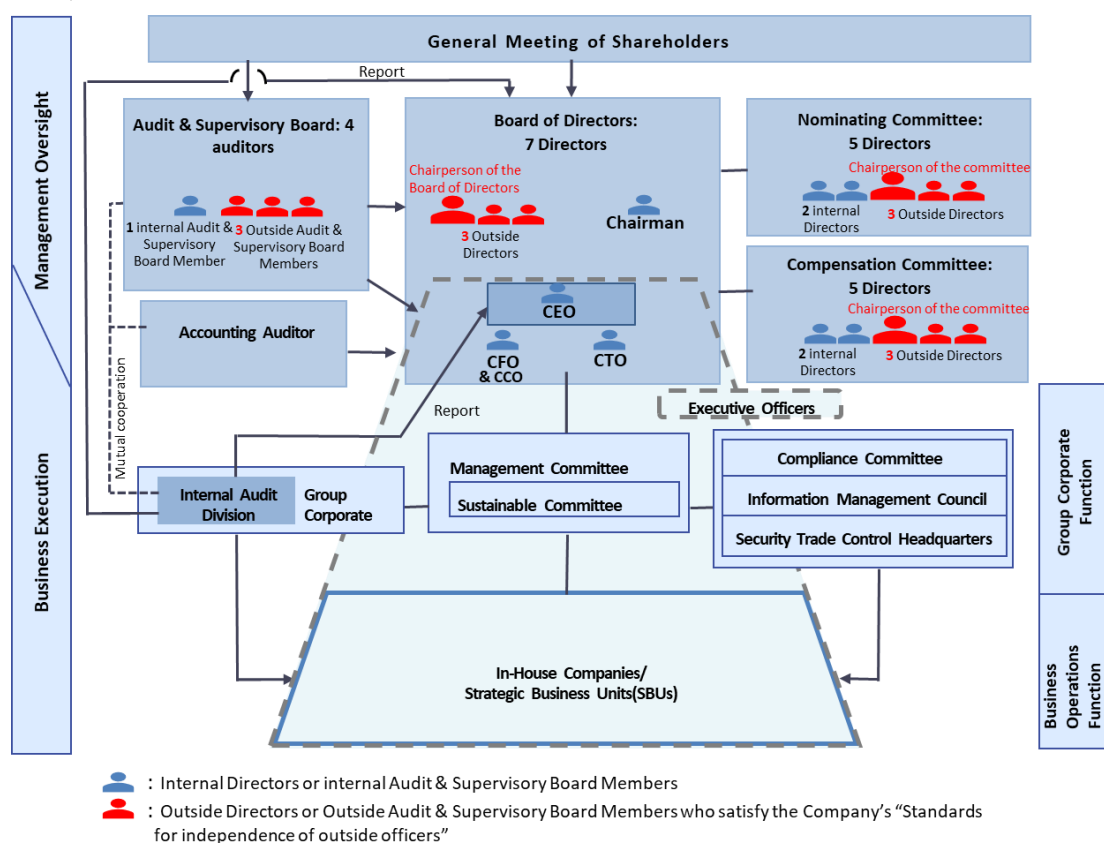 General Meeting of Shareholders
Report
Management Oversight
Audit & Supervisory Board: 4
auditors
1 internal Audit &
Supervisory
Board Member
3 Outside Audit &
Supervisory Board
Members
Board of Directors:
7 Directors
Chairperson of the
Board of Directors
3 Outside
Directors
Chairman
Nominating Committee:
5 Directors
Chairperson of the committee
2 internal
Directors
3 Outside Directors
Compensation Committee:
5 Directors
Chairperson of the committee
2 internal
Directors
3 Outside Directors
Accounting Auditor
CEO
CFO
& CCO
CTO
Executive Officers
Mutual cooperation
Report
Business Execution
Internal Audit
Division
Group
Corporate
Management Committee
Sustainable Committee
Compliance Committee
Information Management Council
Security Trade Control Headquarters
Group Corporate
Function
In-House Companies/
Strategic Business Units(SBUs)
Business
Operations
Function
: Internal Directors or internal Audit & Supervisory Board Members
: Outside Directors or Outside Audit & Supervisory Board Members who satisfy the Company’s “Standards
for independence of outside officers”